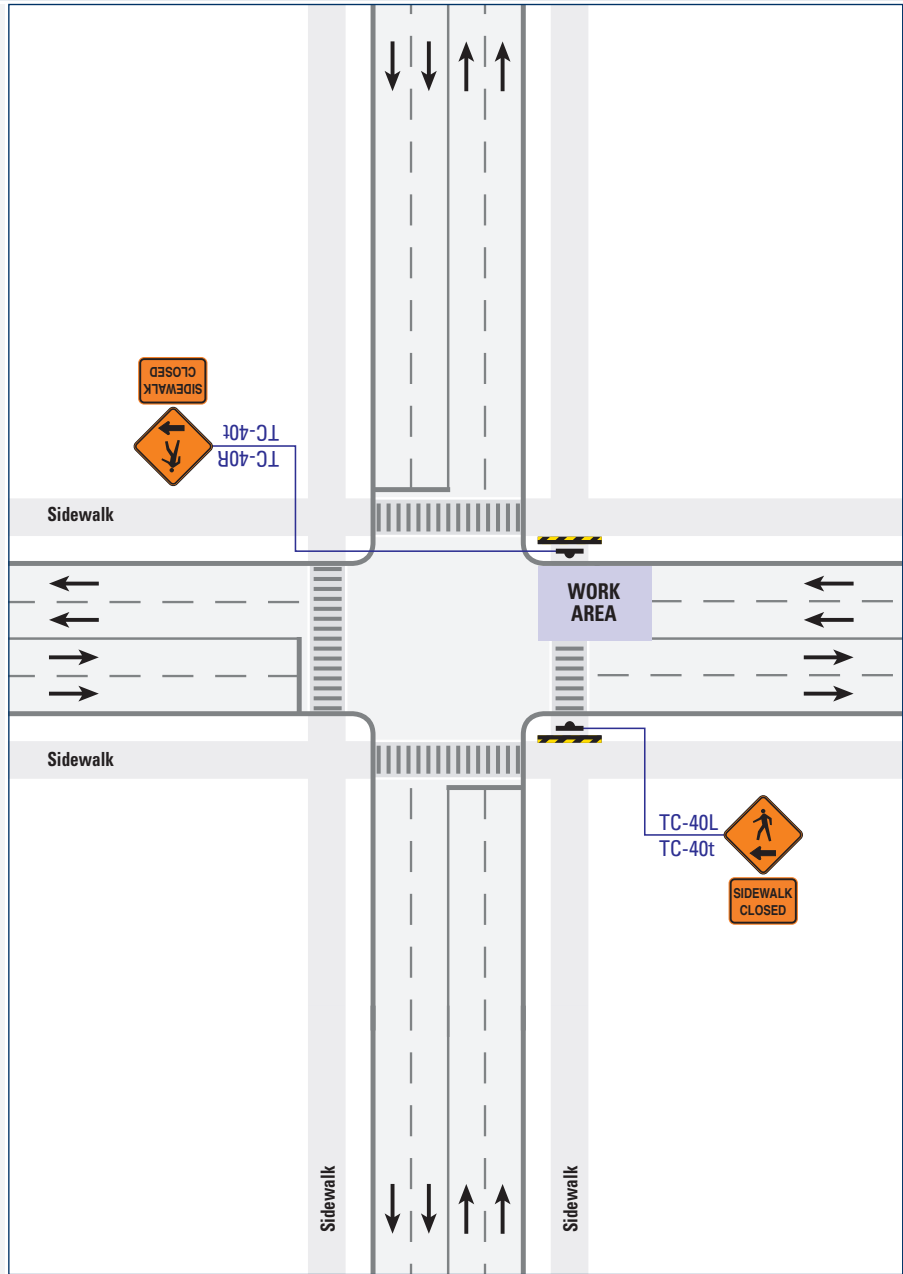 SIDEWALK
CLOSED
TC-40R
TC-40t
Sidewalk
WORK
AREA
Sidewalk
TC-40L
TC-40t
SIDEWALK
CLOSED
Sidewalk
Sidewalk